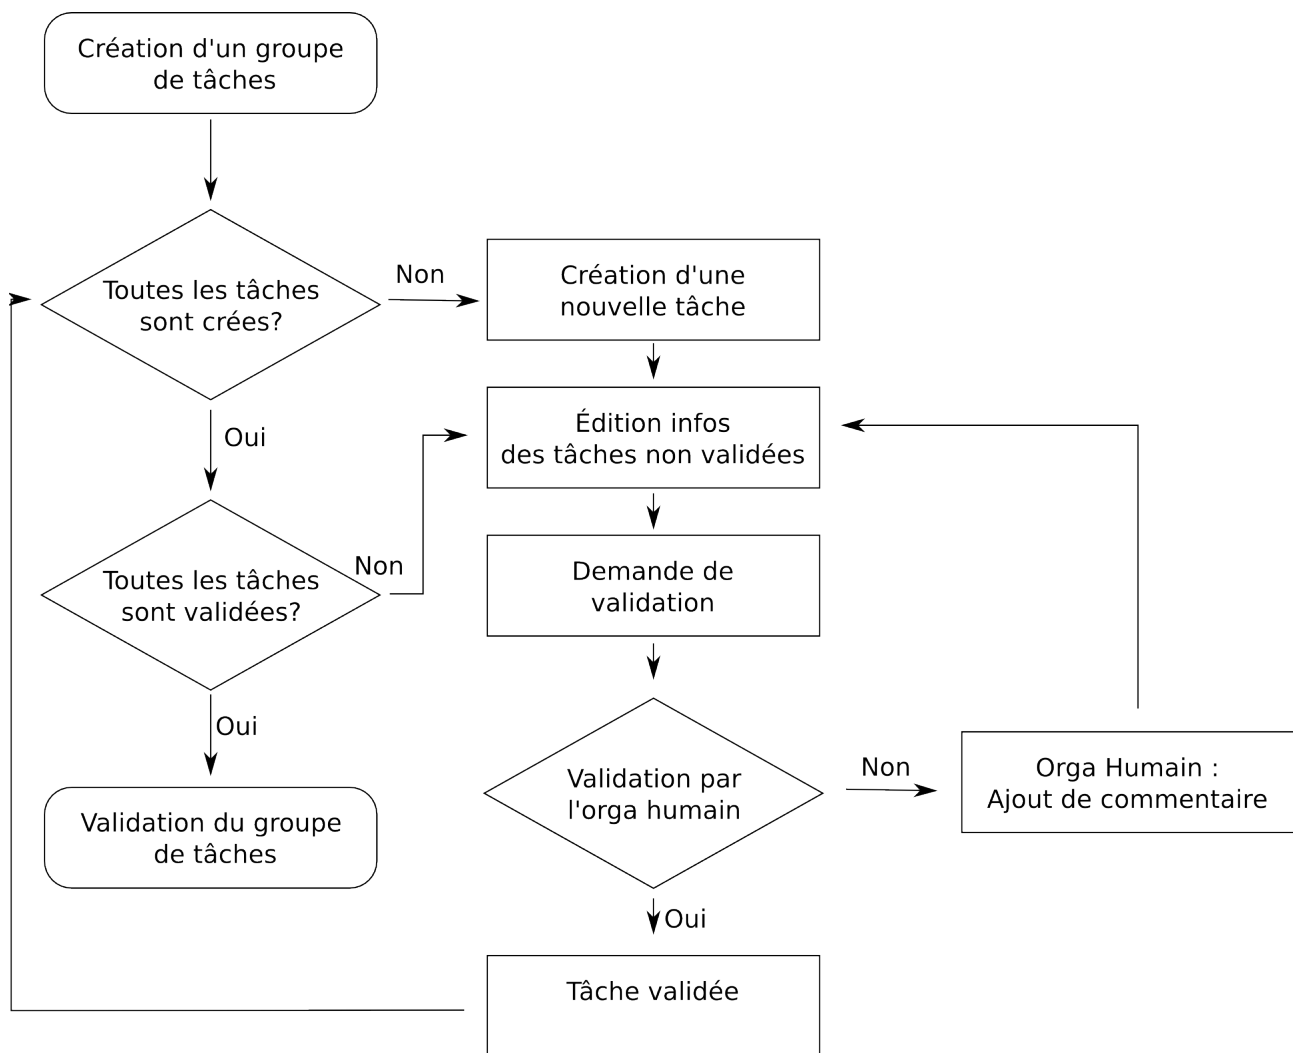 Création d'un groupe
de tâches
Toutes les tâches
sont crées?
Non
Création d'une
nouvelle tâche
Oui
Édition infos
des tâches non validées
Toutes les tâches
sont validées?
Non
Demande de
validation
Oui
Validation du groupe
de tâches
Validation par
l'orga humain
Non
Orga Humain :
Ajout de commentaire
Oui
Tâche validée